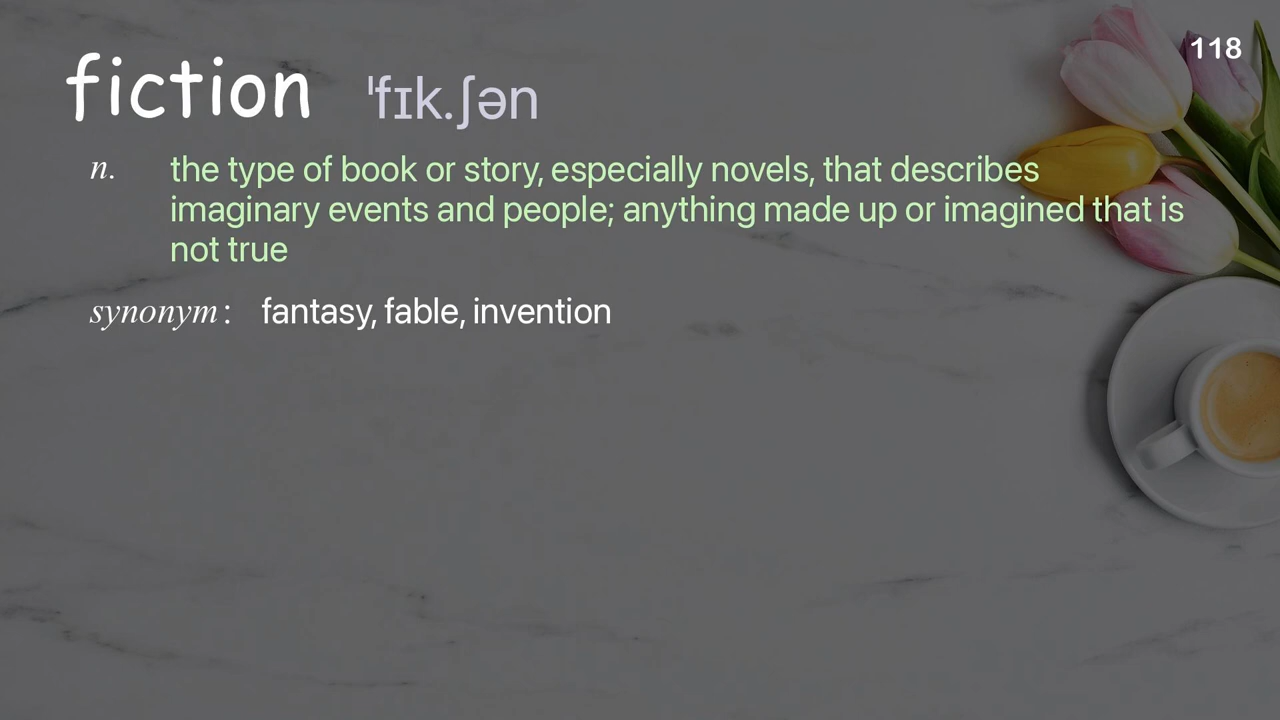 118
fiction ˈfɪk.ʃən
n. the type of book or story, especially novels, that describes
imaginary events and people; anything made up or imagined that is
not true
synonym: fantasy, fable, invention